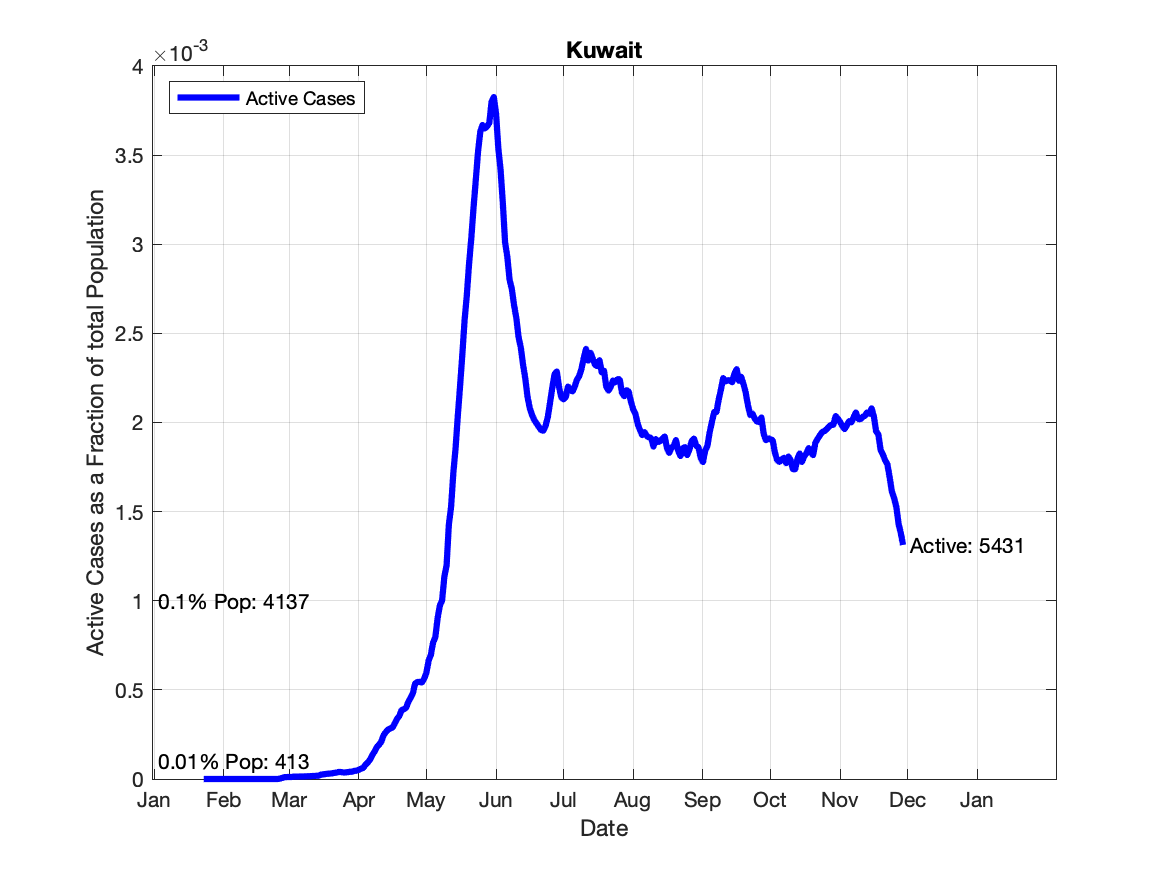 Kuwait
×10-3
Active Cases
4
3.5
3
2.5
2
1.5
1
0.5
0
Active Cases as a Fraction of total Population
0.1% Pop: 4137
0.01% Pop: 413
Active: 5431
Jan Feb Mar Apr May Jun Jul Aug Sep Oct Nov Dec Jan
Date